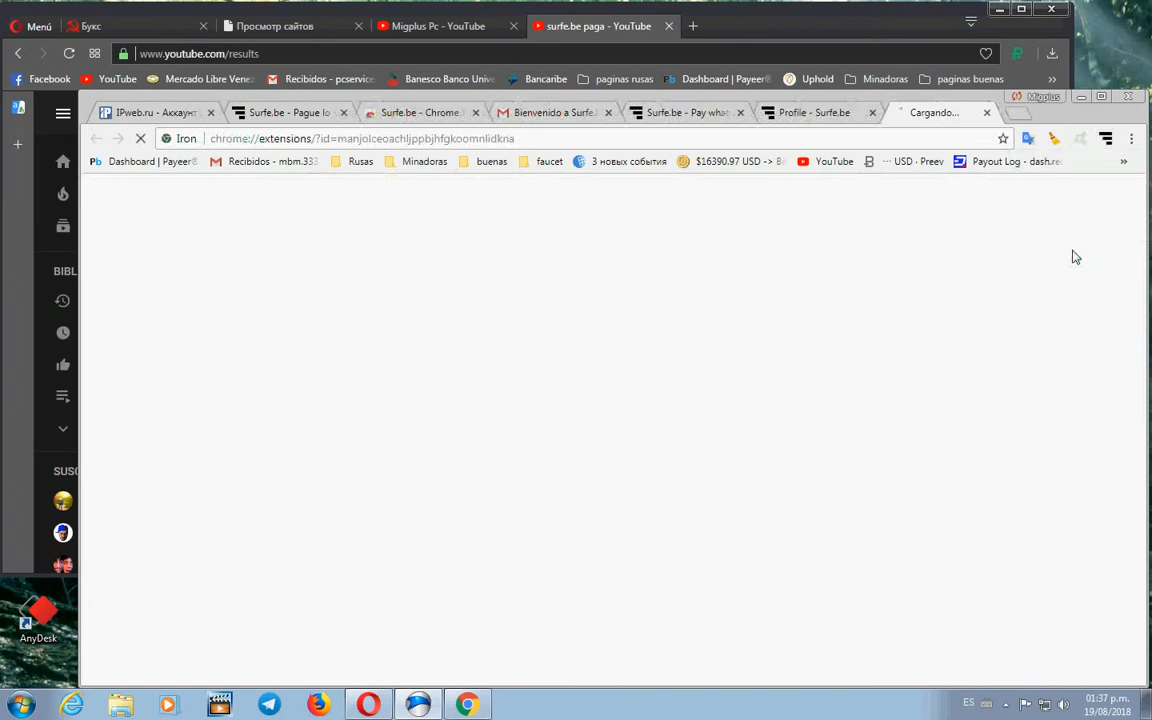 Menú Букс Просмотр сайтов Migplus Pc - YouTube surfe.be paga - YouTube
www.youtube.com/results
Facebook YouTube Mercado Libre Vene Recibidos - pcservice Banesco Banco Unive Bancaribe paginas rusas Dashboard | Payeer® Uphold Minadoras paginas buenas »
Migplus
IPweb.ru - Аккаунт Surfe.be - Pague lo Surfe.be - Chrome Bienvenido a Surfe. Surfe.be - Pay what Profile - Surfe.be Cargando...
Iron chrome://extensions/?id=manjolceoachljppbjhfgkoomnlidkna
Dashboard | Payeer® Recibidos - mbm.333 Rusas Minadoras buenas faucet 3 новых события $16390.97 USD -> Bi YouTube ··· USD · Preev Payout Log - dash.re »
BIBL
SUSC
AnyDesk
ES 01:37 p.m.
19/08/2018